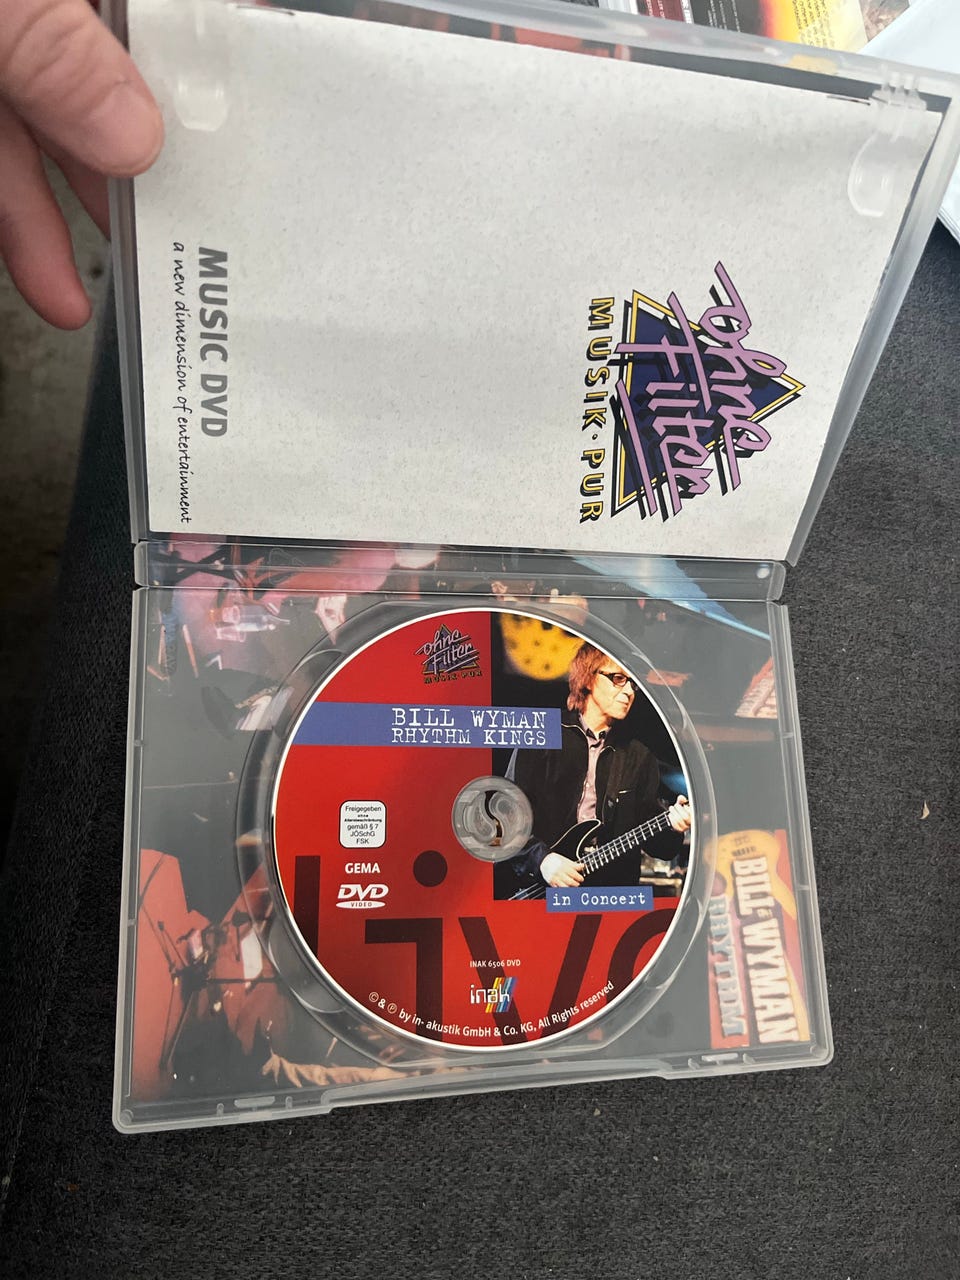 ohne
Filter
MUSIK·PUR
MUSIC DVD
a new dimension of entertainment
ohne
Filter
MUSIK·PUR
BILL WYMAN
RHYTHM KINGS
Freigegeben
ohne
Altersbeschränkung
gemäß § 7
JÖSchG
FSK
GEMA
DVD
VIDEO
in Concert
live
INAK 6506 DVD
inak
© & ℗ by in- akustik GmbH & Co. KG, All Rights reserved
BILL WYMAN